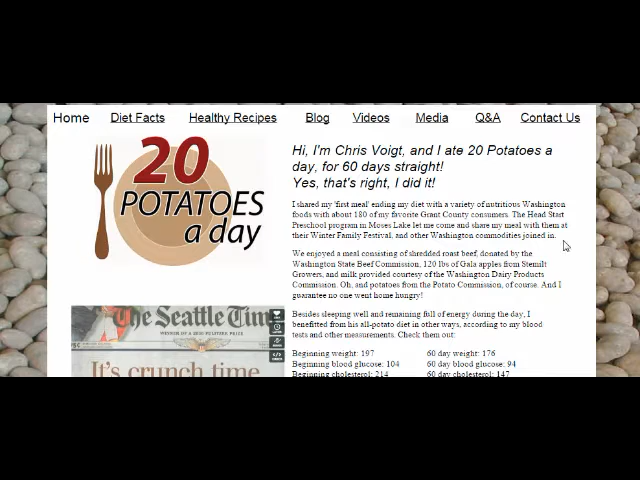 Home Diet Facts Healthy Recipes Blog Videos Media Q&A Contact Us
20
POTATOES
a day
Hi, I'm Chris Voigt, and I ate 20 Potatoes a
day, for 60 days straight!
Yes, that's right, I did it!
I shared my 'first meal' ending my diet with a variety of nutritious Washington
foods with about 180 of my favorite Grant County consumers. The Head Start
Preschool program in Moses Lake let me come and share my meal with them at
their Winter Family Festival, and other Washington commodities joined in.
We enjoyed a meal consisting of shredded roast beef, donated by the
Washington State Beef Commission, 120 lbs of Gala apples from Stemilt
Growers, and milk provided courtesy of the Washington Dairy Products
Commission. Oh, and potatoes from the Potato Commission, of course. And I
guarantee no one went home hungry!
Besides sleeping well and remaining full of energy during the day, I
benefitted from his all-potato diet in other ways, according to my blood
tests and other measurements. Check them out:
Beginning weight: 197 60 day weight: 176
Beginning blood glucose: 104 60 day blood glucose: 94
Beginning cholesterol: 214 60 day cholesterol: 147
The Seattle Tim
It's crunch time